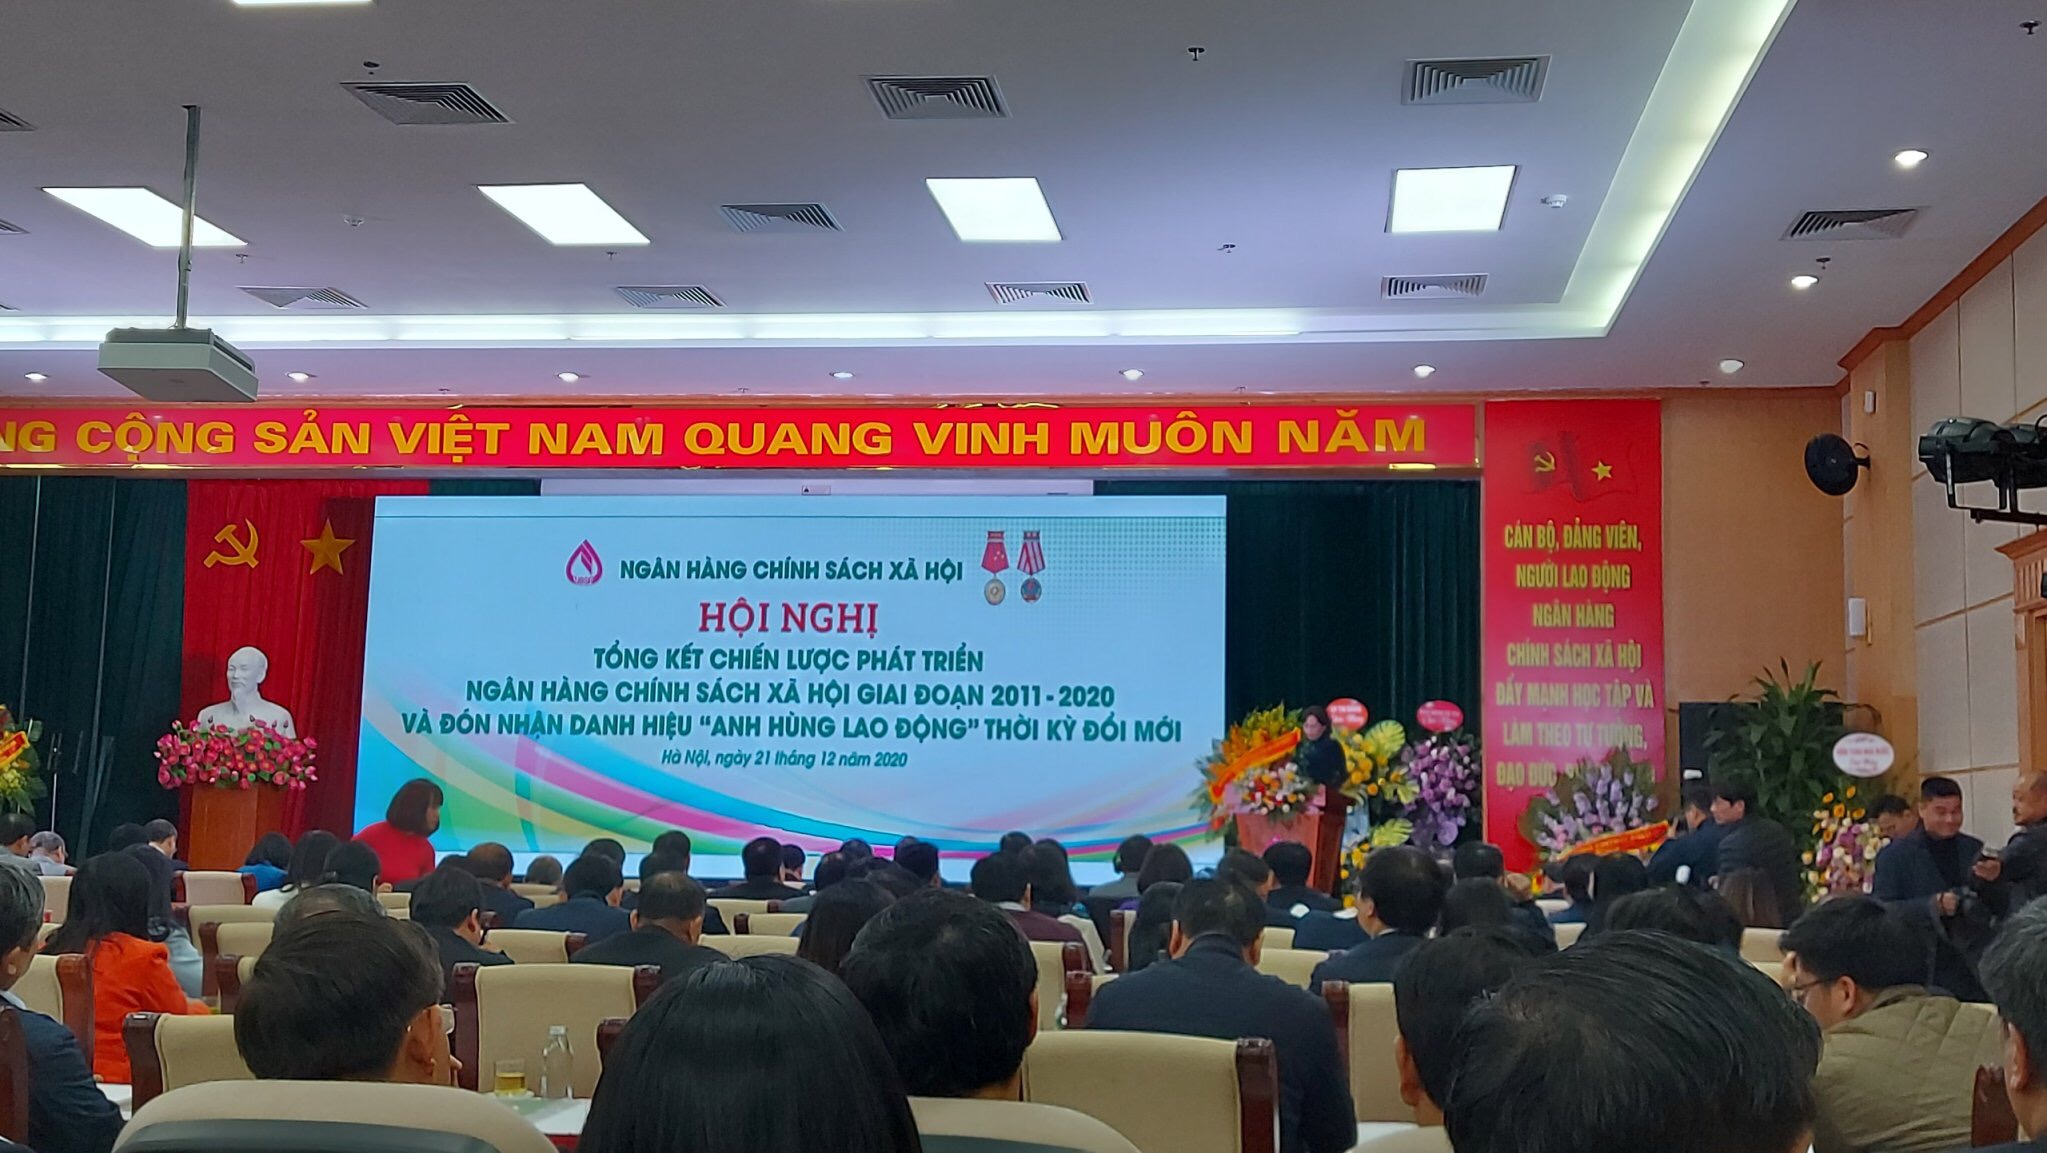 NG CỘNG SẢN VIỆT NAM QUANG VINH MUÔN NĂM
NGÂN HÀNG CHÍNH SÁCH XÃ HỘI
HỘI NGHỊ
TỔNG KẾT CHIẾN LƯỢC PHÁT TRIỂN
NGÂN HÀNG CHÍNH SÁCH XÃ HỘI GIAI ĐOẠN 2011 - 2020
VÀ ĐÓN NHẬN DANH HIỆU “ANH HÙNG LAO ĐỘNG” THỜI KỲ ĐỔI MỚI
Hà Nội, ngày 21 tháng 12 năm 2020
CÁN BỘ, ĐẢNG VIÊN,
NGƯỜI LAO ĐỘNG
NGÂN HÀNG
CHÍNH SÁCH XÃ HỘI
ĐẨY MẠNH HỌC TẬP VÀ
LÀM THEO TƯ TƯỞNG,
ĐẠO ĐỨC,